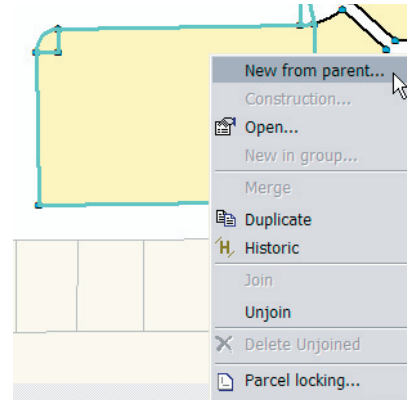 New from parent...
Construction...
Open...
New in group...
Merge
Duplicate
H
Historic
Join
Unjoin
Delete Unjoined
Parcel locking...